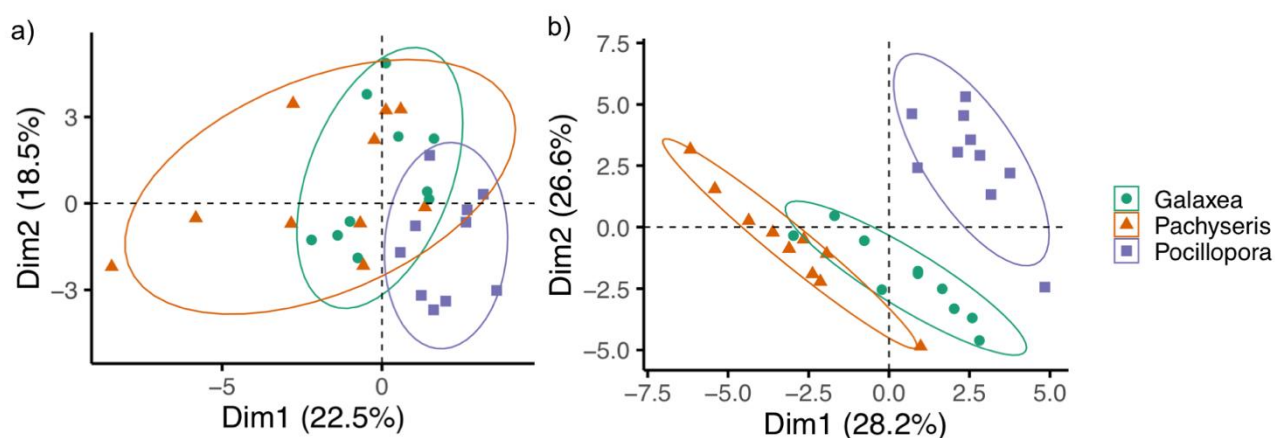 a)
Dim2 (18.5%)
3
0
−3
−5
0
Dim1 (22.5%)
b)
Dim2 (26.6%)
7.5
5.0
2.5
0.0
−2.5
−5.0
−7.5
−5.0
−2.5
0.0
2.5
5.0
Dim1 (28.2%)
Galaxea
Pachyseris
Pocillopora